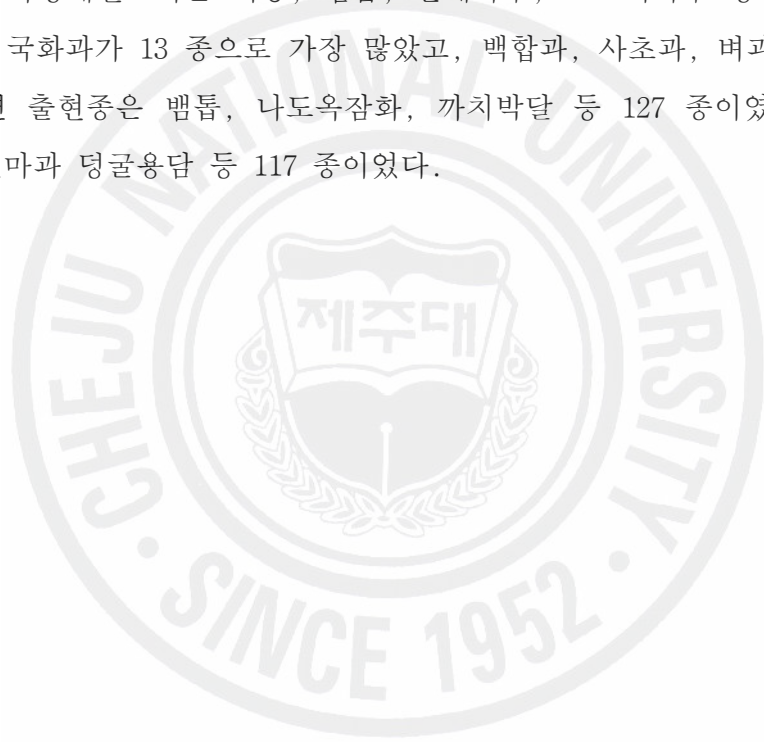 국화과가 13 종으로 가장 많았고, 백합과, 사초과, 벼과
출현종은 뱀톱, 나도옥잠화, 까치박달 등 127 종이었
덩굴용담 등 117 종이었다.
CHEJU NATIONAL UNIVERSITY
제주대
SINCE 1952